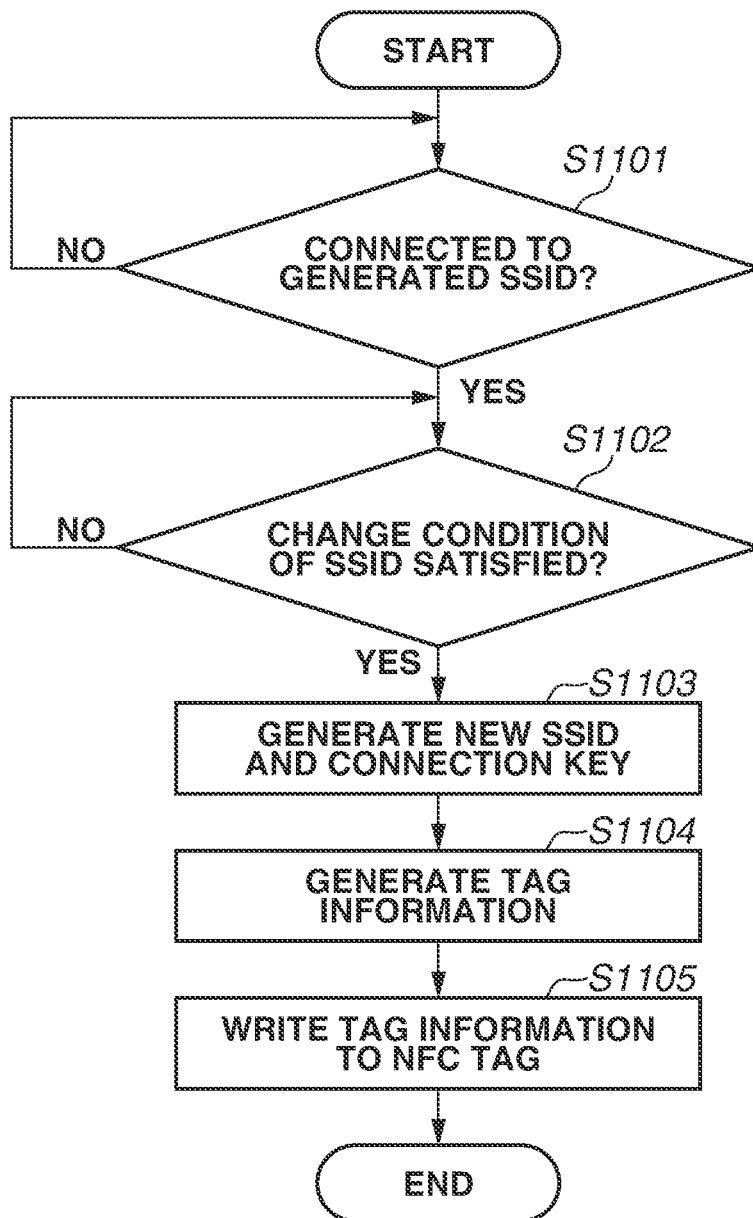 START
S1101
CONNECTED TO
GENERATED SSID?
NO
YES
S1102
CHANGE CONDITION
OF SSID SATISFIED?
NO
YES
S1103
GENERATE NEW SSID
AND CONNECTION KEY
S1104
GENERATE TAG
INFORMATION
S1105
WRITE TAG INFORMATION
TO NFC TAG
END